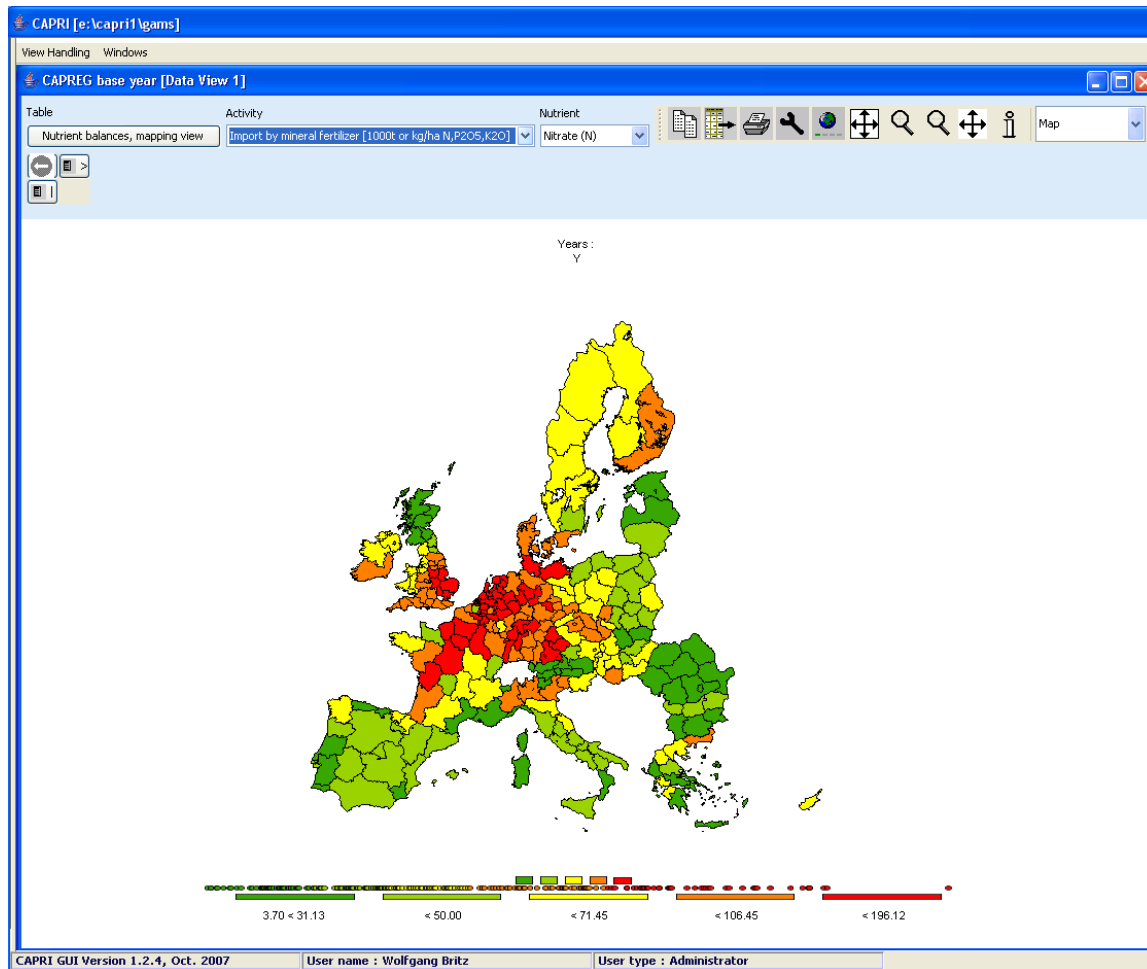 CAPRI [e:\capri1\gams]
View Handling Windows
CAPREG base year [Data View 1]
Table Activity Nutrient
Nutrient balances, mapping view Import by mineral fertilizer [1000t or kg/ha N,P2O5,K2O] Nitrate (N) Map
>
Years :
Y
3.70 < 31.13 < 50.00 < 71.45 < 106.45 < 196.12
CAPRI GUI Version 1.2.4, Oct. 2007 User name : Wolfgang Britz User type : Administrator